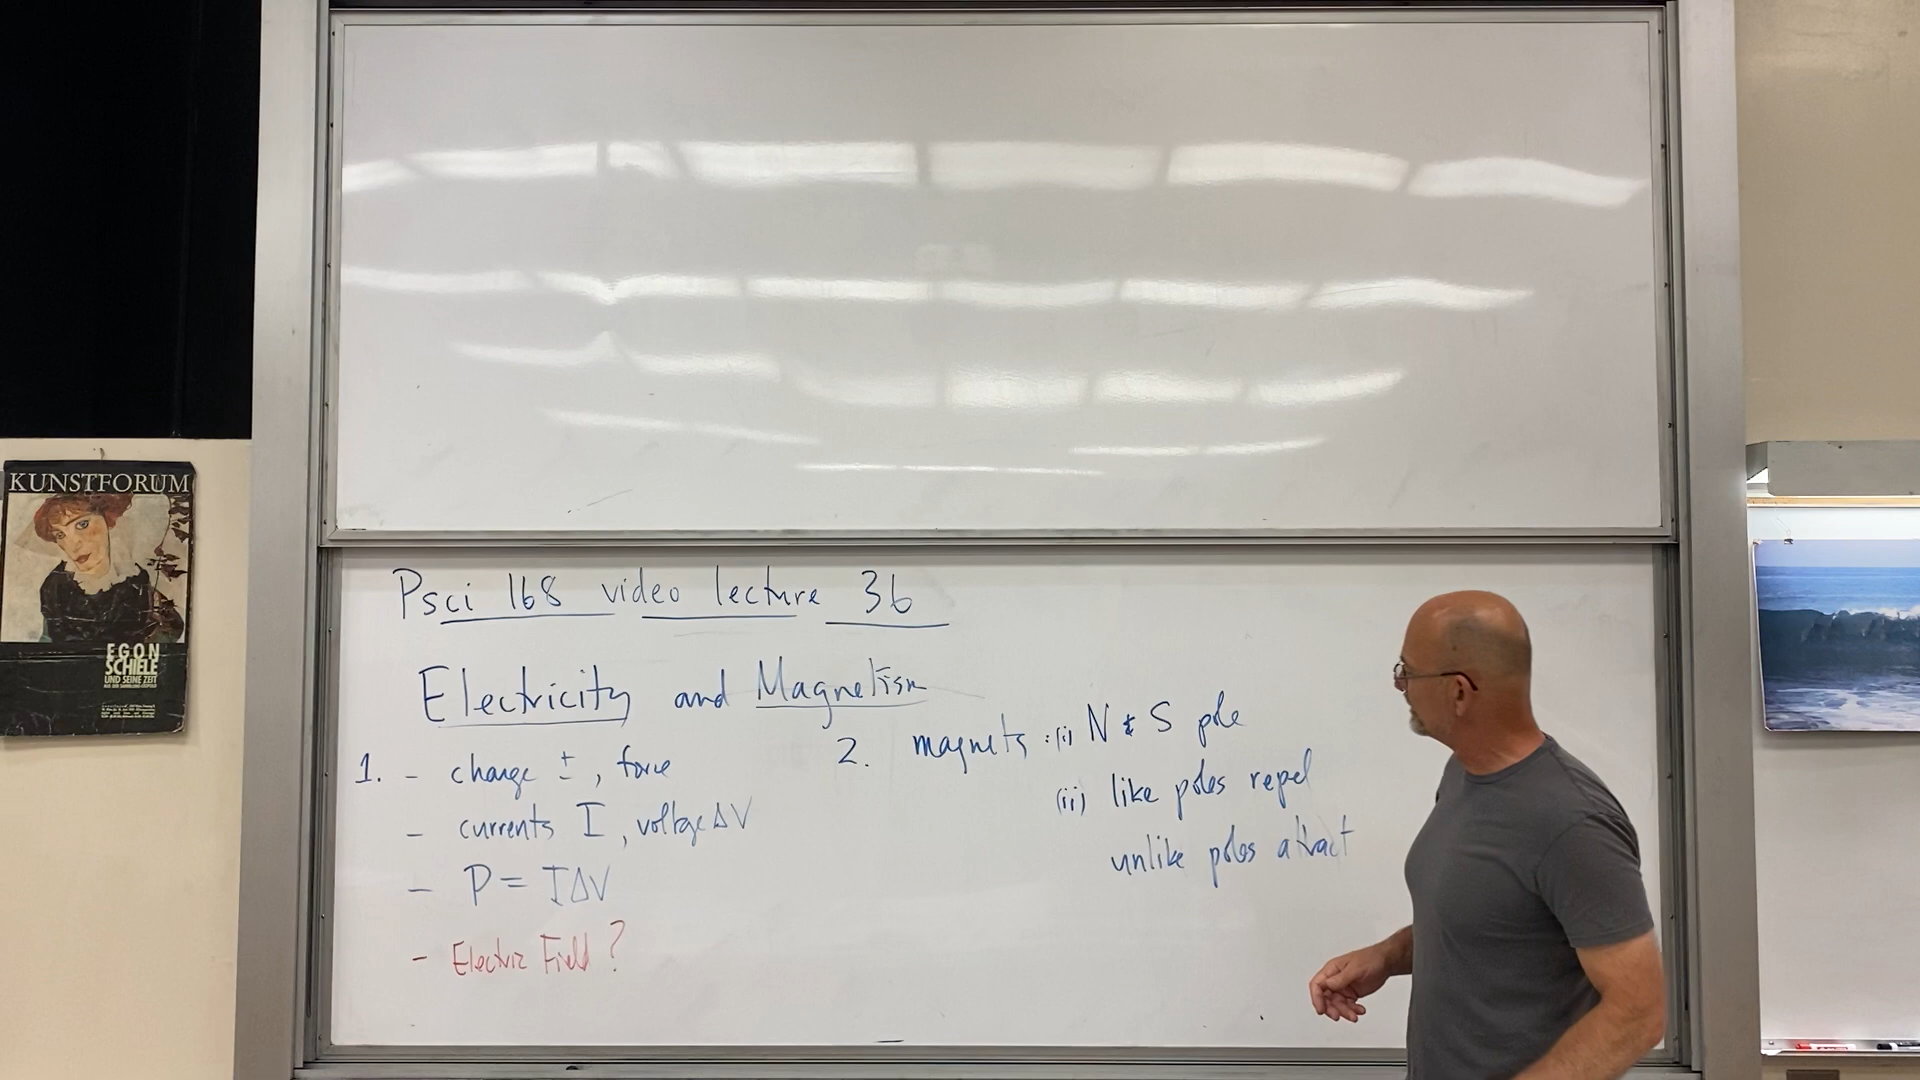 KUNSTFORUM
EGON
SCHIELE
UND SEINE ZEIT
Psci 168 video lecture 36
Electricity and Magnetism
1. - charge ±, force
- currents I, voltage ΔV
- P = IΔV
- Electric Field?
2. magnets: (i) N & S pole
(ii) like poles repel
unlike poles attract